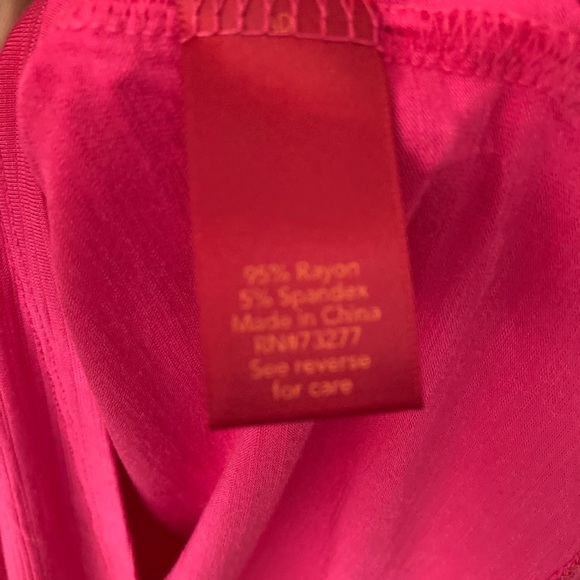 95% Rayon
5% Spandex
Made in China
RN#73277
See reverse
for care